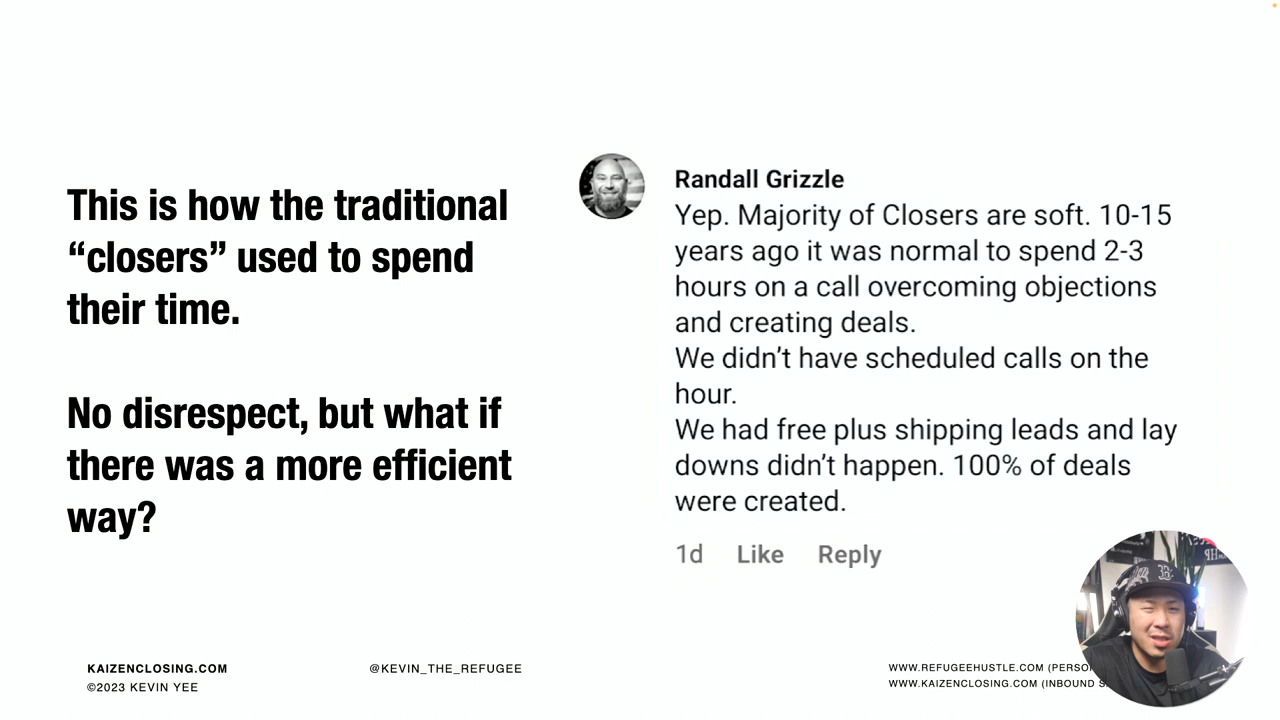 This is how the traditional
“closers” used to spend
their time.
No disrespect, but what if
there was a more efficient
way?
Randall Grizzle
Yep. Majority of Closers are soft. 10-15
years ago it was normal to spend 2-3
hours on a call overcoming objections
and creating deals.
We didn’t have scheduled calls on the
hour.
We had free plus shipping leads and lay
downs didn’t happen. 100% of deals
were created.
1d Like Reply
KAIZENCLOSING.COM
©2023 KEVIN YEE
@KEVIN_THE_REFUGEE
WWW.REFUGEEHUSTLE.COM
WWW.KAIZENCLOSING.COM (INBOUND